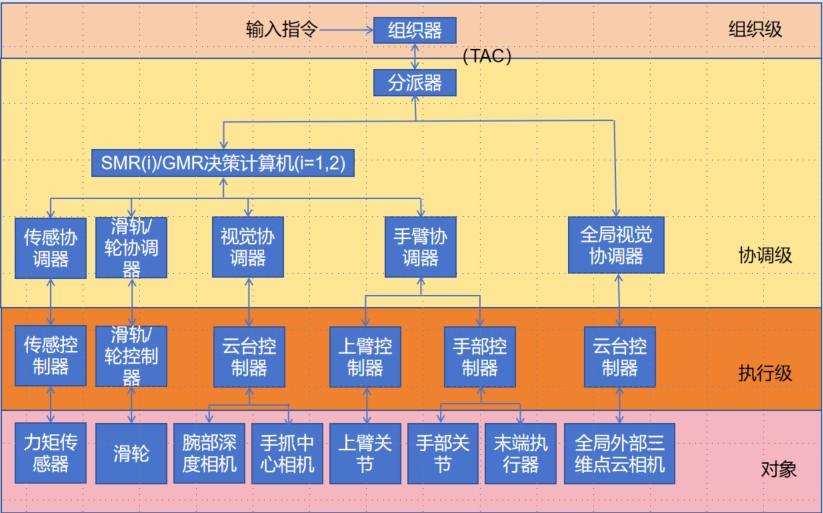 输入指令
组织器
组织级
(TAC)
分派器
SMR(i)/GMR决策计算机(i=1,2)
传感协
调器
滑轨/
轮协调
器
视觉协
调器
手臂协
调器
全局视觉
协调器
协调级
传感控
制器
滑轨/
轮控制
器
云台控
制器
上臂控
制器
手部控
制器
云台控
制器
执行级
力矩传
感器
滑轮
腕部深
度相机
手抓中
心相机
上臂关
节
手部关
节
末端执
行器
全局外部三
维点云相机
对象